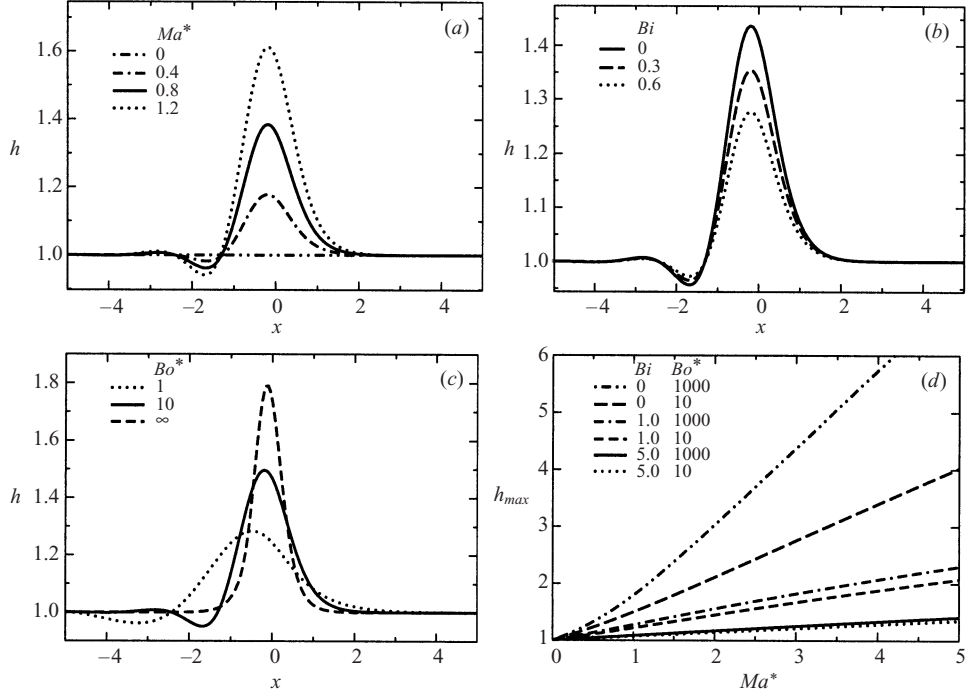 (a)
Ma*
0
0.4
0.8
1.2
1.6
1.4
1.2
1.0
h
−4 −2 0 2 4
x
(b)
Bi
0
0.3
0.6
1.4
1.3
1.2
1.1
1.0
h
−4 −2 0 2 4
x
(c)
Bo*
1
10
∞
1.8
1.6
1.4
1.2
1.0
h
−4 −2 0 2 4
x
(d)
Bi Bo*
0 1000
0 10
1.0 1000
1.0 10
5.0 1000
5.0 10
6
5
4
3
2
1
hmax
0 1 2 3 4 5
Ma*